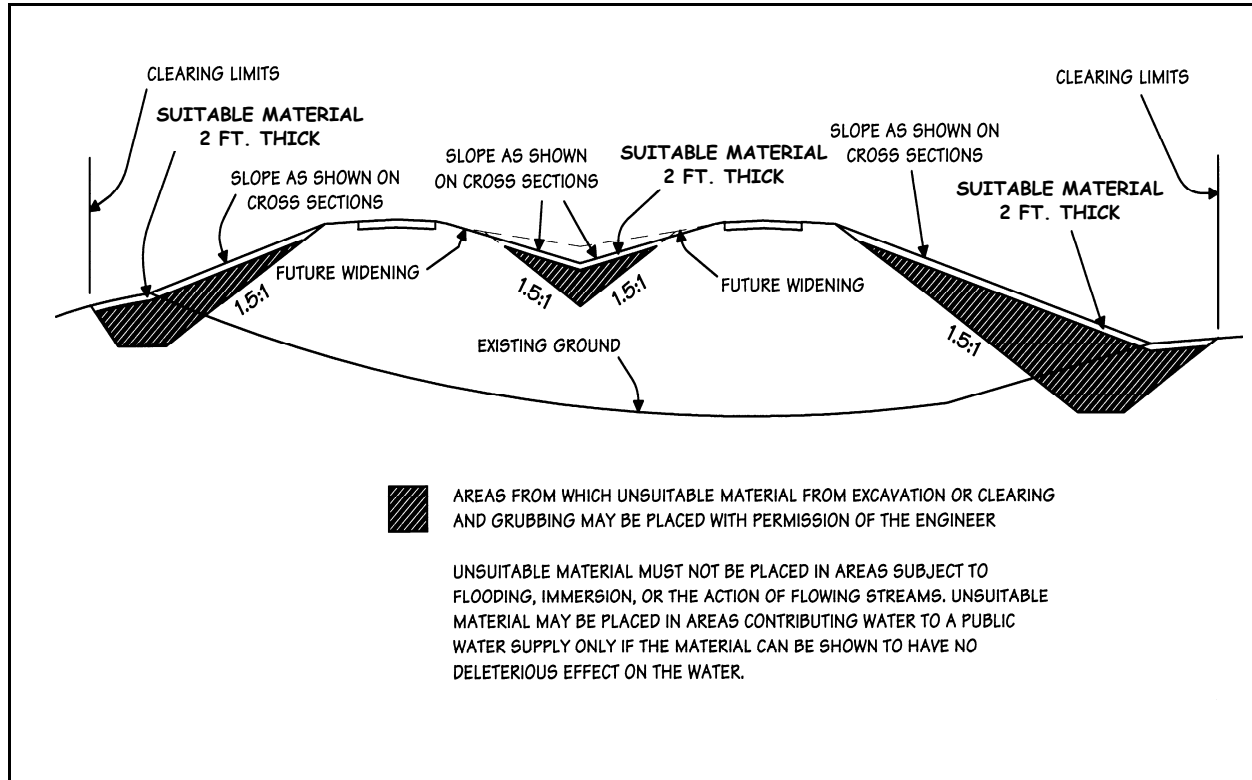 CLEARING LIMITS
SUITABLE MATERIAL
2 FT. THICK
SLOPE AS SHOWN ON
CROSS SECTIONS
SLOPE AS SHOWN
ON CROSS SECTIONS
SUITABLE MATERIAL
2 FT. THICK
SLOPE AS SHOWN ON
CROSS SECTIONS
CLEARING LIMITS
SUITABLE MATERIAL
2 FT. THICK
FUTURE WIDENING
FUTURE WIDENING
1.5:1
1.5:1
1.5:1
1.5:1
EXISTING GROUND
AREAS FROM WHICH UNSUITABLE MATERIAL FROM EXCAVATION OR CLEARING
AND GRUBBING MAY BE PLACED WITH PERMISSION OF THE ENGINEER
UNSUITABLE MATERIAL MUST NOT BE PLACED IN AREAS SUBJECT TO
FLOODING, IMMERSION, OR THE ACTION OF FLOWING STREAMS. UNSUITABLE
MATERIAL MAY BE PLACED IN AREAS CONTRIBUTING WATER TO A PUBLIC
WATER SUPPLY ONLY IF THE MATERIAL CAN BE SHOWN TO HAVE NO
DELETERIOUS EFFECT ON THE WATER.